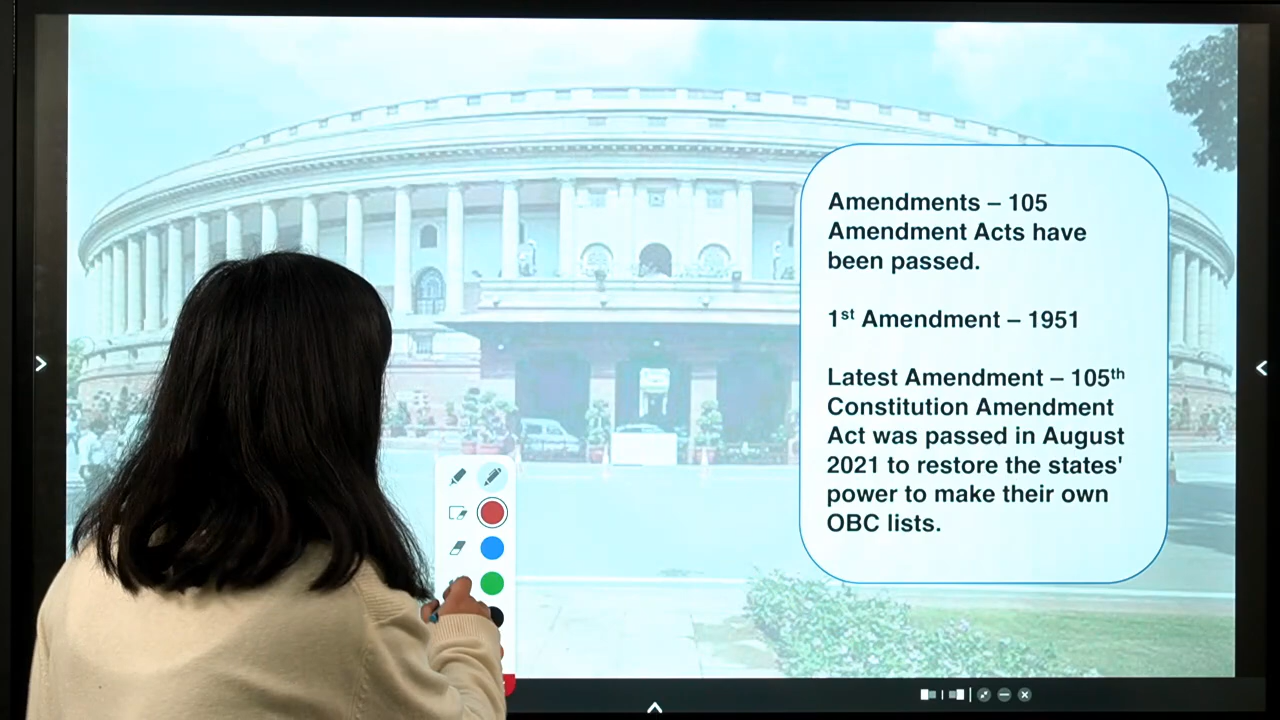 Amendments – 105
Amendment Acts have
been passed.
1st Amendment – 1951
Latest Amendment – 105th
Constitution Amendment
Act was passed in August
2021 to restore the states'
power to make their own
OBC lists.